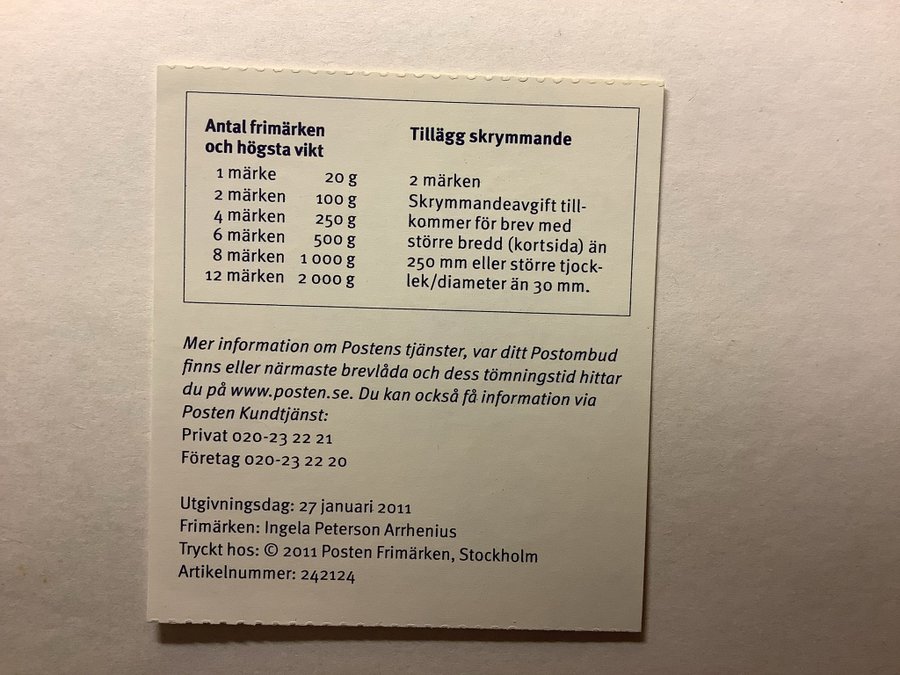 Antal frimärken
och högsta vikt
1 märke 20 g
2 märken 100 g
4 märken 250 g
6 märken 500 g
8 märken 1 000 g
12 märken 2 000 g
Tillägg skrymmande
2 märken
Skrymmandeavgift till-
kommer för brev med
större bredd (kortsida) än
250 mm eller större tjock-
lek/diameter än 30 mm.
Mer information om Postens tjänster, var ditt Postombud
finns eller närmaste brevlåda och dess tömningstid hittar
du på www.posten.se. Du kan också få information via
Posten Kundtjänst:
Privat 020-23 22 21
Företag 020-23 22 20
Utgivningsdag: 27 januari 2011
Frimärken: Ingela Peterson Arrhenius
Tryckt hos: © 2011 Posten Frimärken, Stockholm
Artikelnummer: 242124